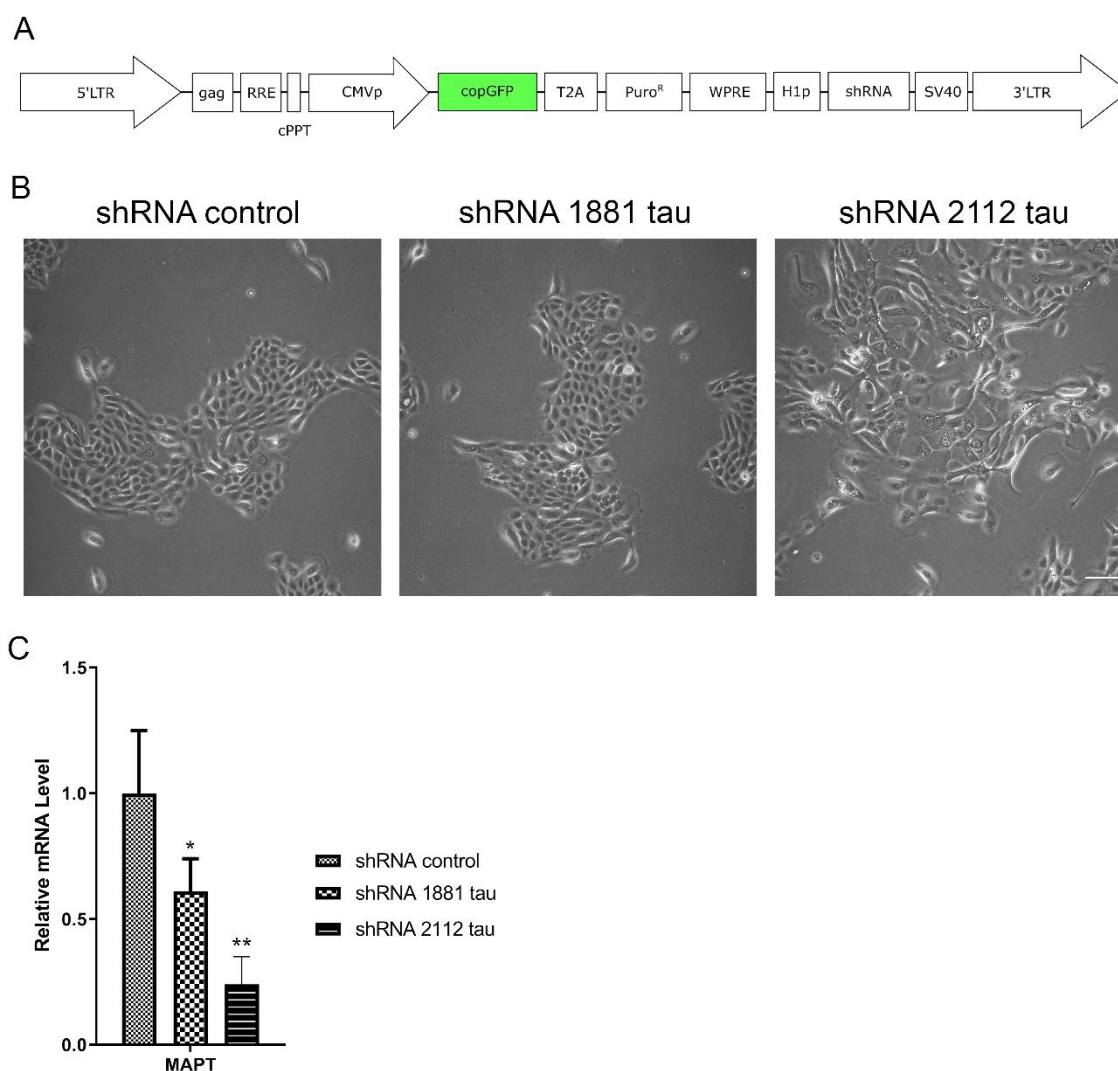 A
5'LTR gag RRE CMVp copGFP T2A Puroᴿ WPRE H1p shRNA SV40 3'LTR
cPPT
B
shRNA control shRNA 1881 tau shRNA 2112 tau
C
Relative mRNA Level
1.5
1.0
0.5
0.0
*
**
MAPT
shRNA control
shRNA 1881 tau
shRNA 2112 tau